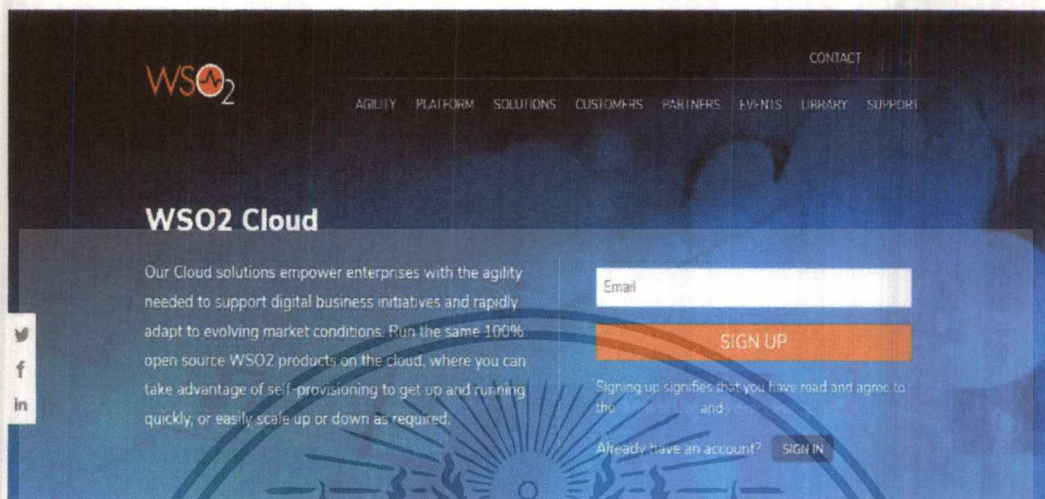 CONTACT
WSO2
AGILITY PLATFORM SOLUTIONS CUSTOMERS PARTNERS EVENTS LIBRARY SUPPORT
WSO2 Cloud
Our Cloud solutions empower enterprises with the agility
needed to support digital business initiatives and rapidly
adapt to evolving market conditions. Run the same 100%
open source WSO2 products on the cloud, where you can
take advantage of self-provisioning to get up and running
quickly, or easily scale up or down as required.
Email
SIGN UP
Signing up signifies that you have read and agree to
the and
Already have an account? SIGN IN
f
in